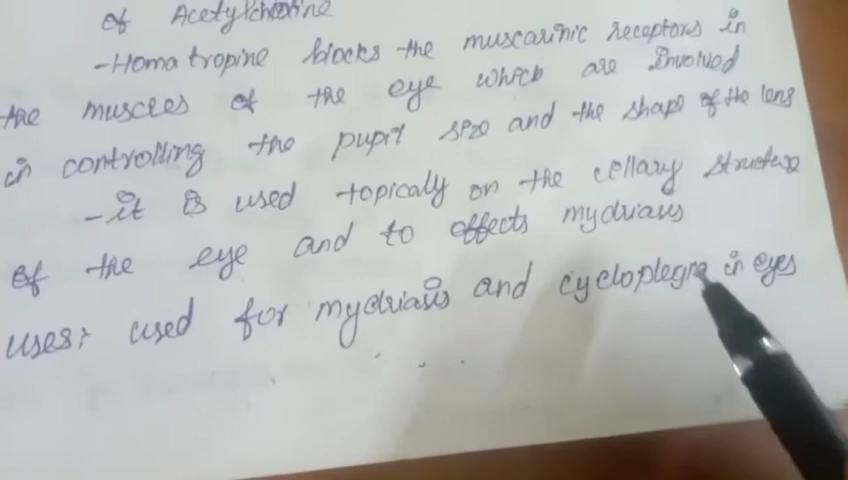 of Acetylcholine
-Homatropine blocks the muscarinic receptors in
the muscles of the eye which are Involved
in controlling the pupil size and the shape of the lens
-it is used topically on the cellary structure
of the eye and to effects mydriasis
uses:- used for mydriasis and cycloplegra in eyes